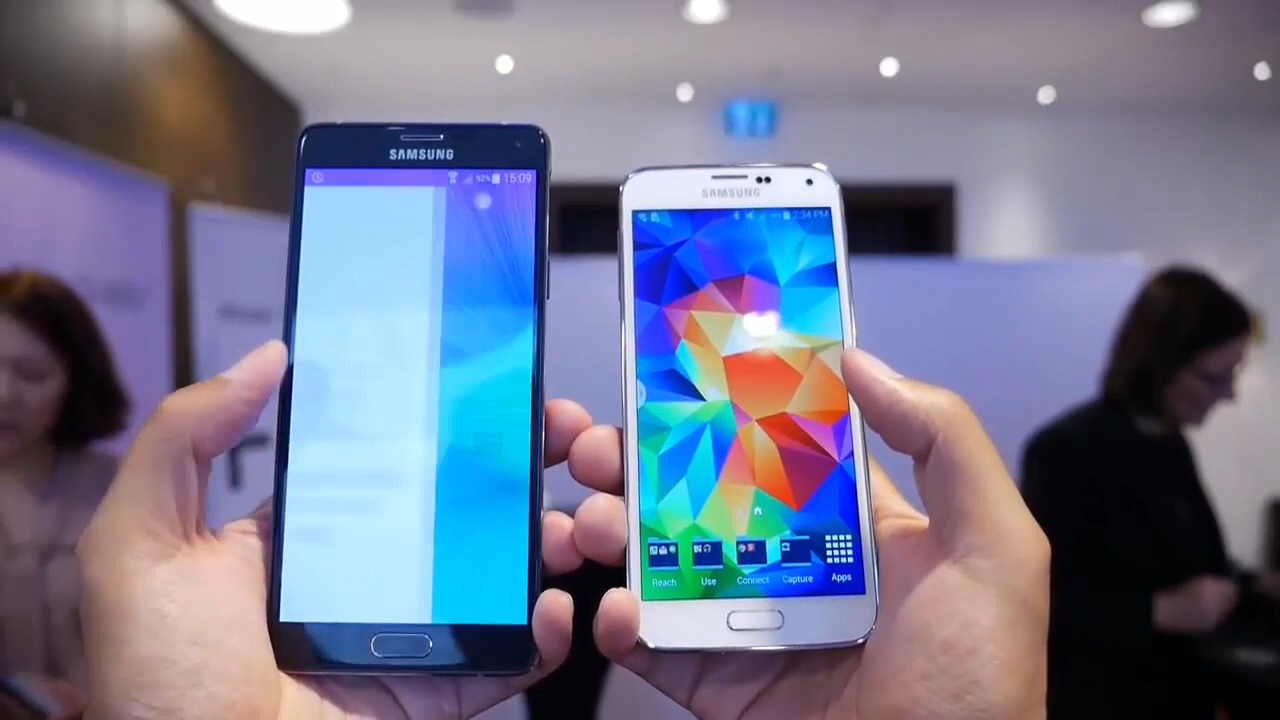 SAMSUNG
92% 15:09
SAMSUNG
2:34 PM
Reach
Use
Connect
Capture
Apps